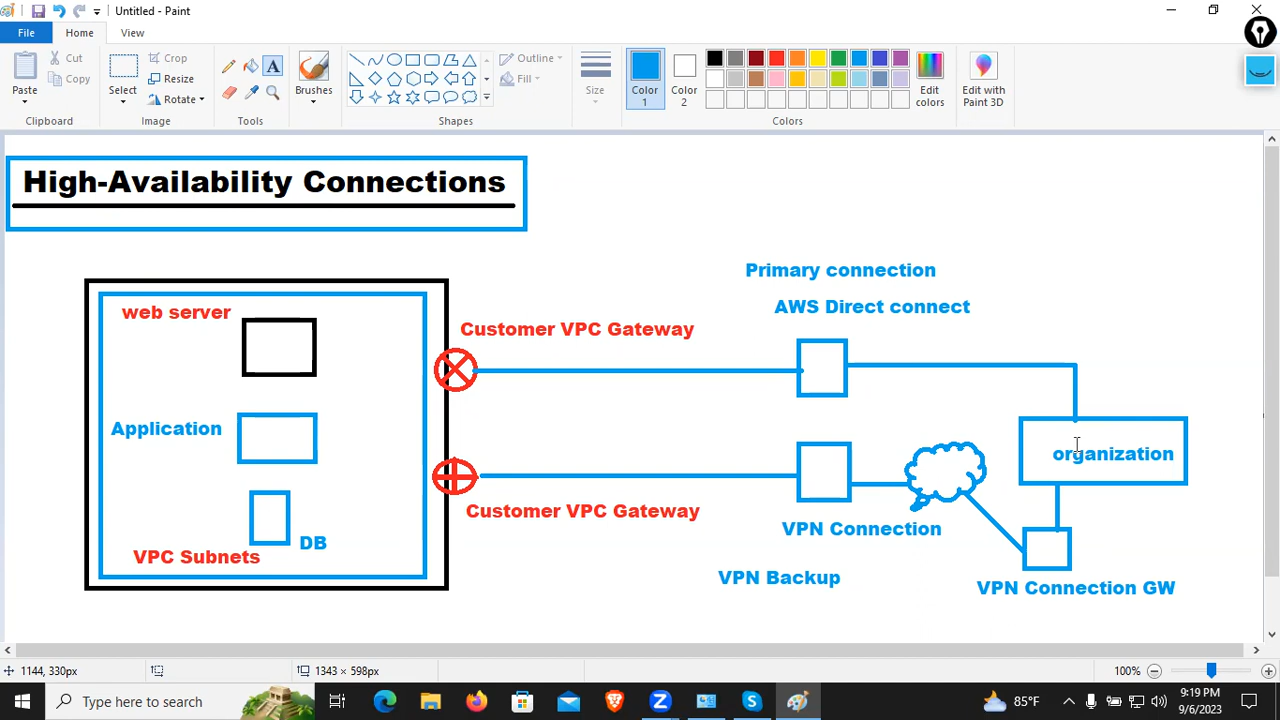 Untitled - Paint
File
Home
View
Paste
Cut
Copy
Clipboard
Select
Crop
Resize
Rotate
Image
Tools
Brushes
Shapes
Outline
Fill
Size
Color 1
Color 2
Edit colors
Edit with Paint 3D
Colors
High-Availability Connections
Primary connection
AWS Direct connect
web server
Customer VPC Gateway
Application
organization
Customer VPC Gateway
VPN Connection
DB
VPC Subnets
VPN Backup
VPN Connection GW
1144, 330px
1343 × 598px
100%
Type here to search
85°F
9:19 PM
9/6/2023